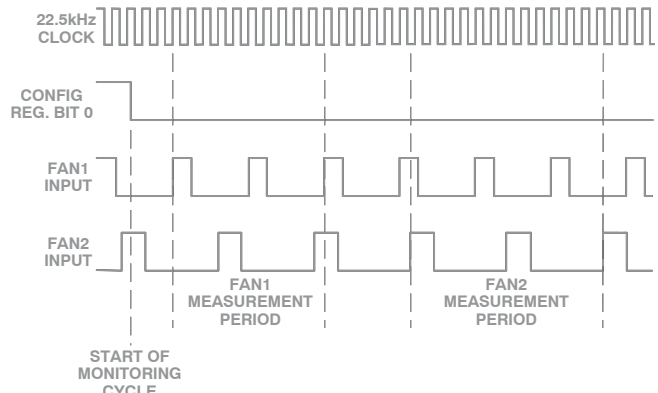 22.5kHz
CLOCK
CONFIG
REG. BIT 0
FAN1
INPUT
FAN2
INPUT
FAN1
MEASUREMENT
PERIOD
FAN2
MEASUREMENT
PERIOD
START OF
MONITORING
CYCLE